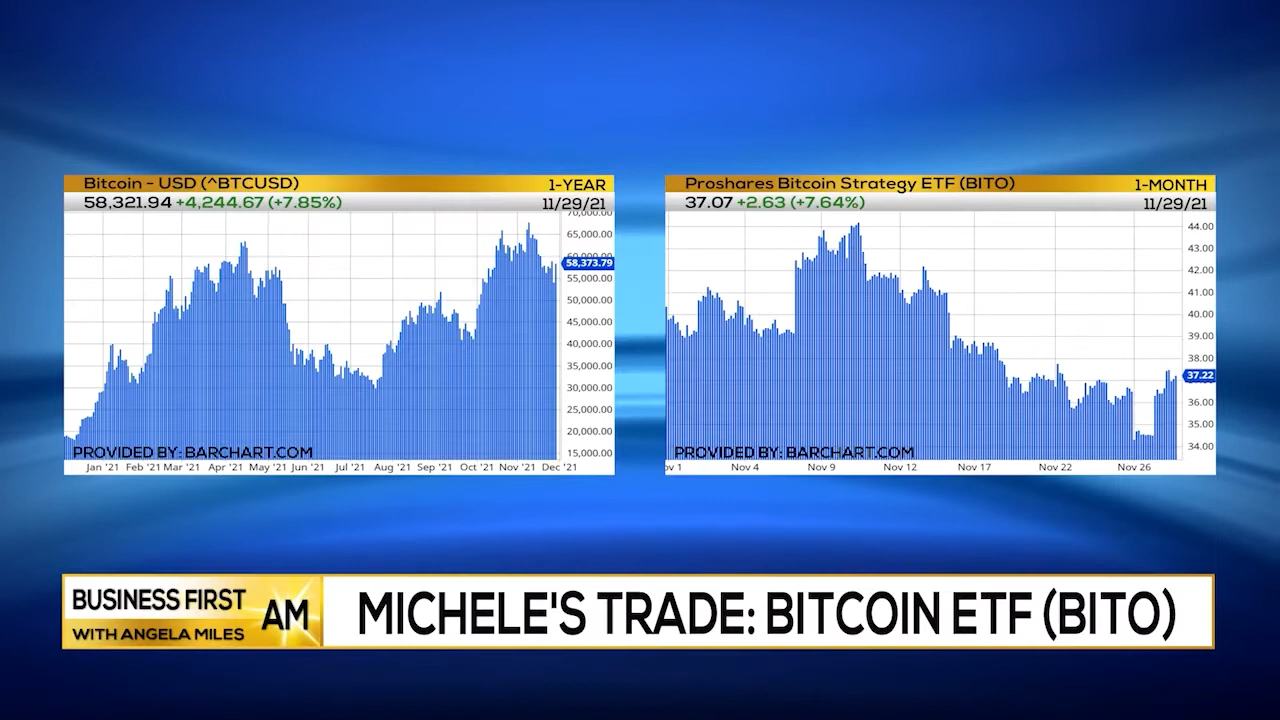 Bitcoin - USD (^BTCUSD) 1-YEAR
58,321.94 +4,244.67 (+7.85%) 11/29/21
70,000.00
65,000.00
60,000.00
58,373.79
55,000.00
50,000.00
45,000.00
40,000.00
35,000.00
30,000.00
25,000.00
20,000.00
15,000.00
PROVIDED BY: BARCHART.COM
Jan '21 Feb '21 Mar '21 Apr '21 May '21 Jun '21 Jul '21 Aug '21 Sep '21 Oct '21 Nov '21 Dec '21
Proshares Bitcoin Strategy ETF (BITO) 1-MONTH
37.07 +2.63 (+7.64%) 11/29/21
44.00
43.00
42.00
41.00
40.00
39.00
38.00
37.22
36.00
35.00
34.00
PROVIDED BY: BARCHART.COM
ov 1 Nov 4 Nov 9 Nov 12 Nov 17 Nov 22 Nov 26
BUSINESS FIRST
AM
WITH ANGELA MILES
MICHELE'S TRADE: BITCOIN ETF (BITO)